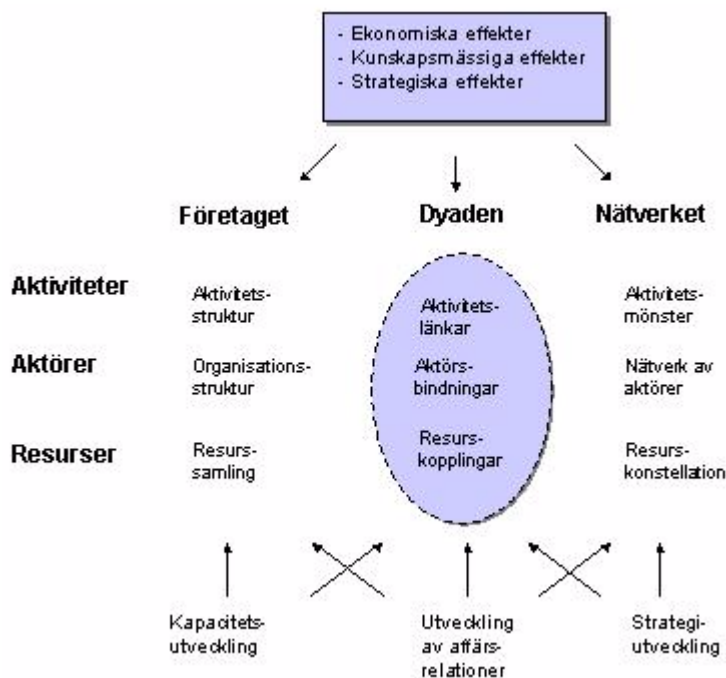 - Ekonomiska effekter
- Kunskapsmässiga effekter
- Strategiska effekter
Företaget Dyaden Nätverket
Aktiviteter
Aktivitets-
struktur
Aktivitets-
länkar
Aktivitets-
mönster
Aktörer
Organisations-
struktur
Aktörs-
bindningar
Nätverk av
aktörer
Resurser
Resurs-
samling
Resurs-
kopplingar
Resurs-
konstellation
Kapacitets-
utveckling
Utveckling
av affärs-
relationer
Strategi-
utveckling